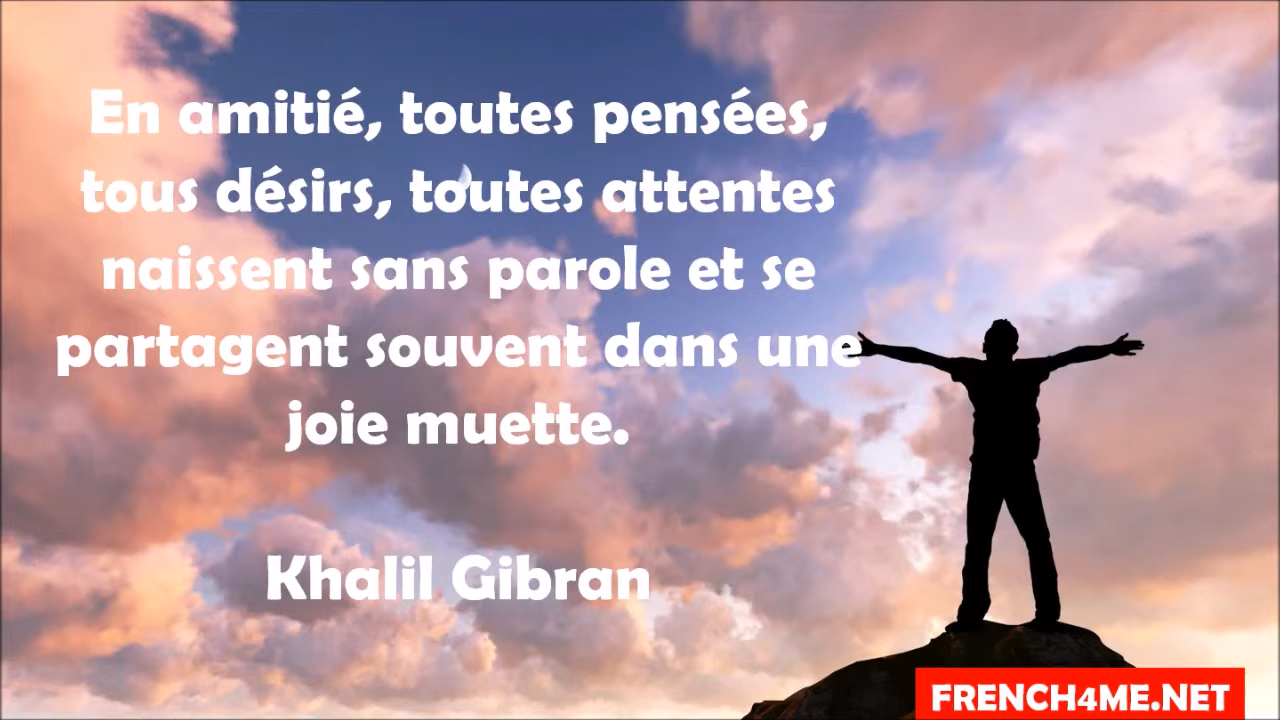 En amitié, toutes pensées,
tous désirs, toutes attentes
naissent sans parole et se
partagent souvent dans une
joie muette.
Khalil Gibran
FRENCH4ME.NET